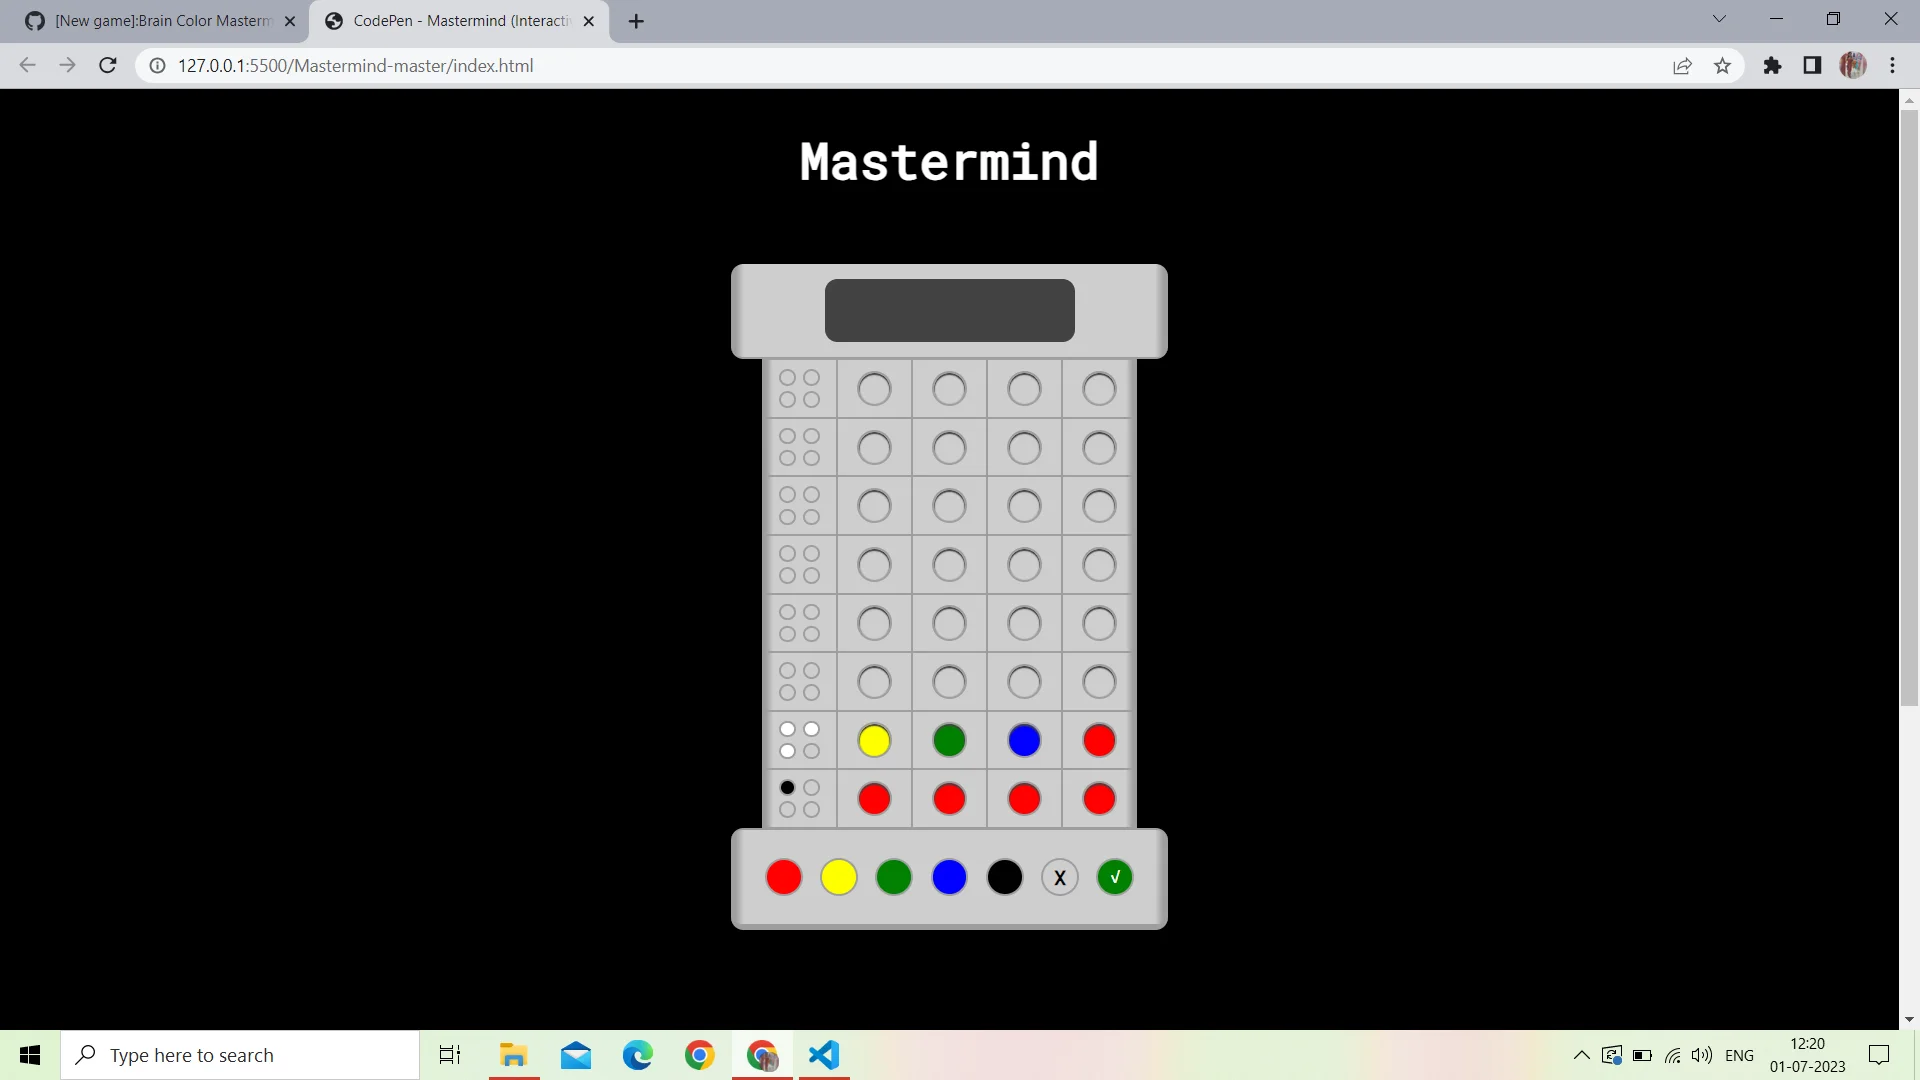 [New game]:Brain Color Masterm
CodePen - Mastermind (Interacti
127.0.0.1:5500/Mastermind-master/index.html
Mastermind
X
√
Type here to search
ENG
12:20
01-07-2023